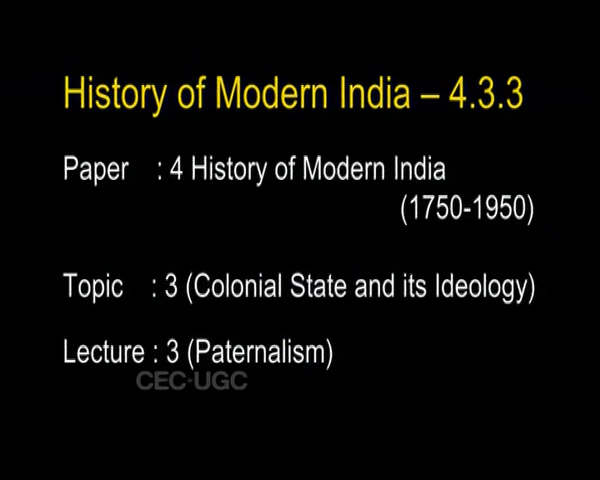 History of Modern India – 4.3.3
Paper : 4 History of Modern India
(1750-1950)
Topic : 3 (Colonial State and its Ideology)
Lecture : 3 (Paternalism)
CEC-UGC